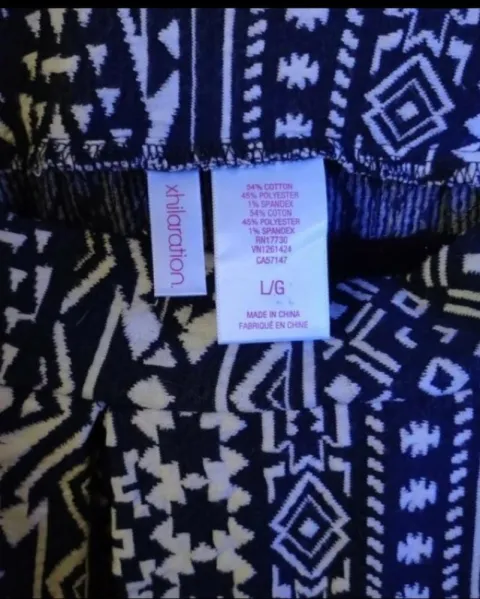 xhilaration.
54% COTTON
45% POLYESTER
1% SPANDEX
54% COTON
45% POLYESTER
1% SPANDEX
RN17730
VN1261424
CA57147
L/G
MADE IN CHINA
FABRIQUÉ EN CHINE